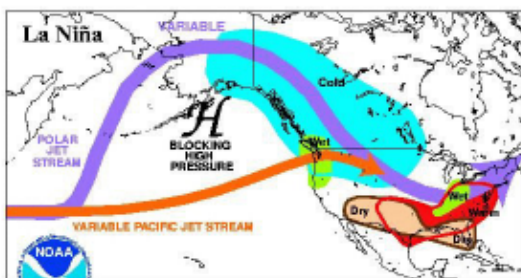 La Niña
VARIABLE
Cold
H
BLOCKING
HIGH
PRESSURE
POLAR
JET
STREAM
Wet
Wet
Warm
Dry
Dry
VARIABLE PACIFIC JET STREAM
NOAA